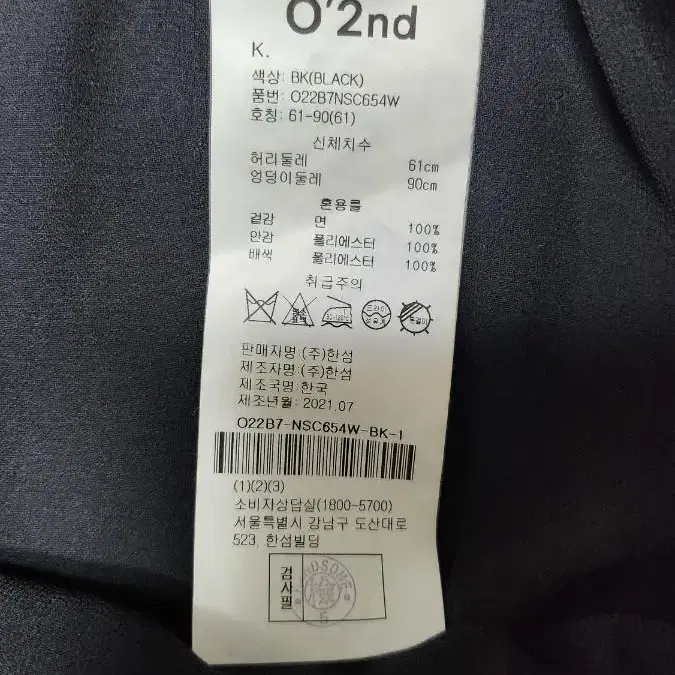 O'2nd
K.
색상: BK(BLACK)
품번: O22B7NSC654W
호칭: 61-90(61)
신체치수
허리둘레 61cm
엉덩이둘레 90cm
혼용률
겉감 면 100%
안감 폴리에스터 100%
배색 폴리에스터 100%
취급주의
판매자명:(주)한섬
제조자명:(주)한섬
제조국명:한국
제조년월: 2021.07
O22B7-NSC654W-BK-1
(1)(2)(3)
소비자상담실(1800-5700)
서울특별시 강남구 도산대로
523, 한섬빌딩
검사필